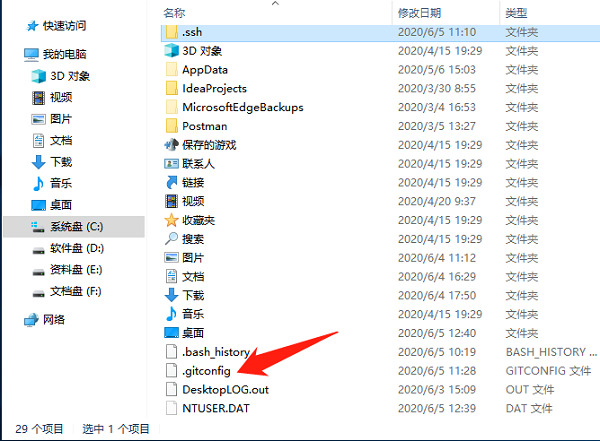 名称 修改日期 类型
快速访问
我的电脑
3D 对象
视频
图片
文档
下载
音乐
桌面
系统盘 (C:)
软件盘 (D:)
资料盘 (E:)
文档盘 (F:)
网络
.ssh 2020/6/5 11:10 文件夹
3D 对象 2020/4/15 19:29 文件夹
AppData 2020/5/6 15:03 文件夹
IdeaProjects 2020/3/30 8:55 文件夹
MicrosoftEdgeBackups 2020/3/4 16:53 文件夹
Postman 2020/3/5 13:27 文件夹
保存的游戏 2020/4/15 19:29 文件夹
联系人 2020/4/15 19:29 文件夹
链接 2020/4/15 19:29 文件夹
视频 2020/4/20 9:37 文件夹
收藏夹 2020/4/15 19:29 文件夹
搜索 2020/4/15 19:29 文件夹
图片 2020/6/4 11:12 文件夹
文档 2020/6/4 16:29 文件夹
下载 2020/6/4 17:50 文件夹
音乐 2020/4/15 19:29 文件夹
桌面 2020/6/5 12:40 文件夹
.bash_history 2020/6/5 10:19 BASH_HISTORY ...
.gitconfig 2020/6/5 11:28 GITCONFIG 文件
DesktopLOG.out 2020/6/3 15:09 OUT 文件
NTUSER.DAT 2020/6/5 12:39 DAT 文件
29 个项目 选中 1 个项目